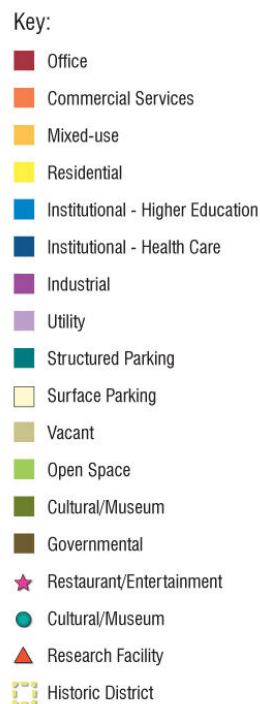 Key:
Office
Commercial Services
Mixed-use
Residential
Institutional - Higher Education
Institutional - Health Care
Industrial
Utility
Structured Parking
Surface Parking
Vacant
Open Space
Cultural/Museum
Governmental
Restaurant/Entertainment
Cultural/Museum
Research Facility
Historic District